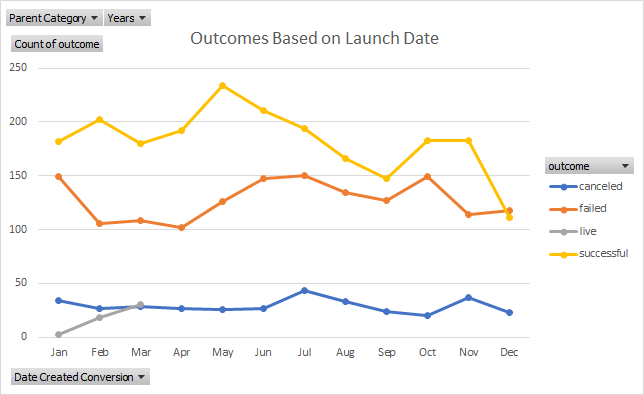 Parent Category Years
Count of outcome
Outcomes Based on Launch Date
250
200
150
100
50
0
Jan Feb Mar Apr May Jun Jul Aug Sep Oct Nov Dec
outcome
canceled
failed
live
successful
Date Created Conversion